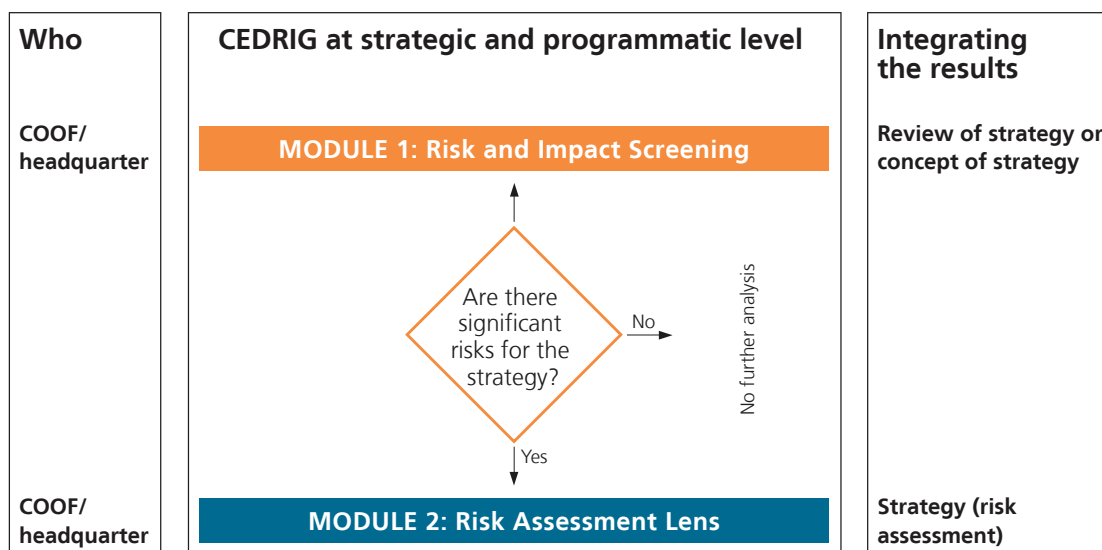 Who
COOF/
headquarter
COOF/
headquarter
CEDRIG at strategic and programmatic level
MODULE 1: Risk and Impact Screening
Are there
significant
risks for the
strategy?
No
No further analysis
Yes
MODULE 2: Risk Assessment Lens
Integrating
the results
Review of strategy or
concept of strategy
Strategy (risk
assessment)